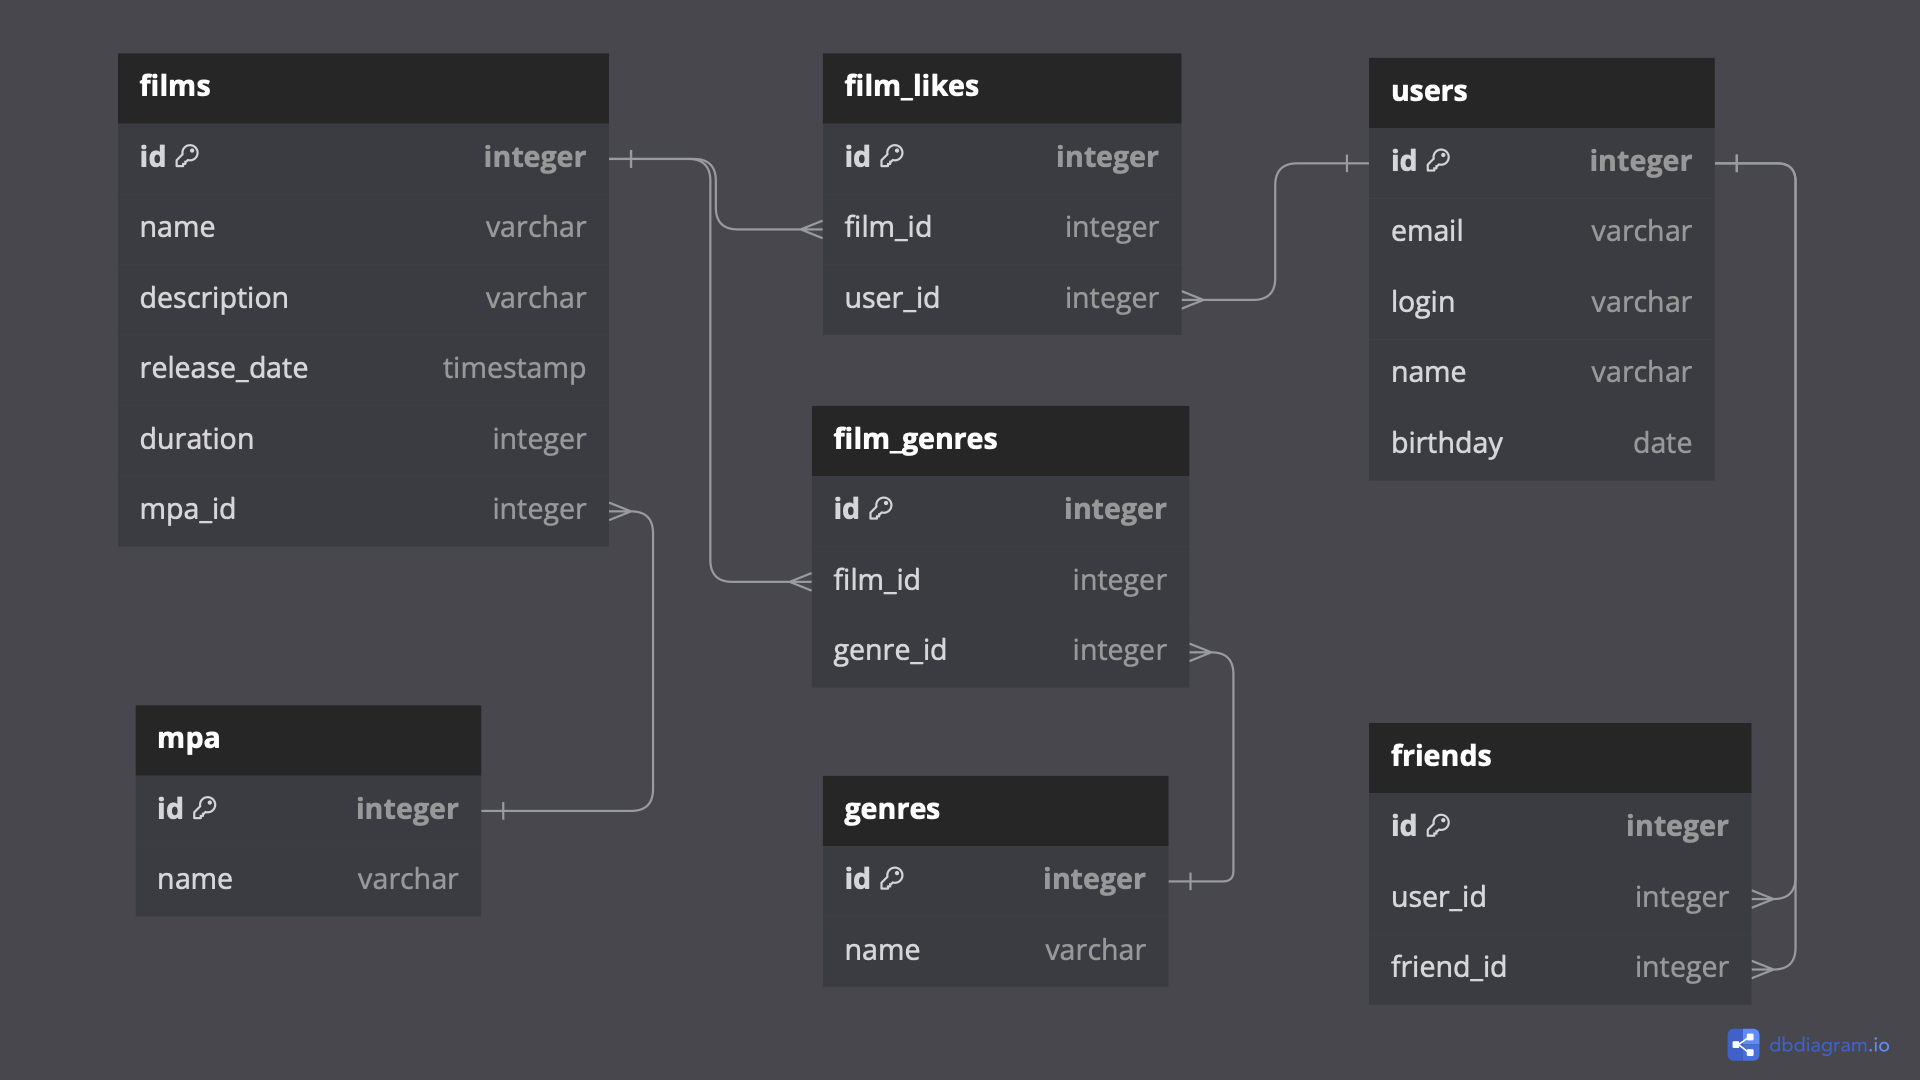 films
id integer
name varchar
description varchar
release_date timestamp
duration integer
mpa_id integer
film_likes
id integer
film_id integer
user_id integer
users
id integer
email varchar
login varchar
name varchar
birthday date
film_genres
id integer
film_id integer
genre_id integer
mpa
id integer
name varchar
genres
id integer
name varchar
friends
id integer
user_id integer
friend_id integer
dbdiagram.io